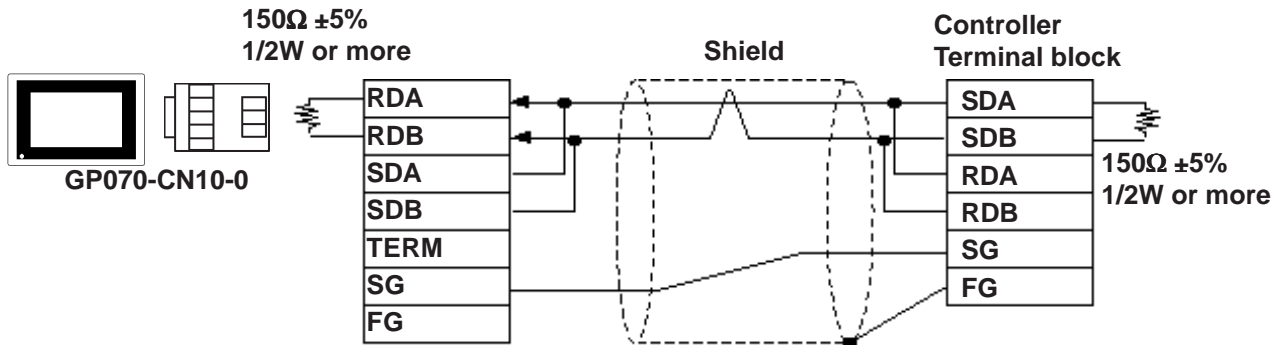 150Ω ±5%
1/2W or more
GP070-CN10-0
RDA
RDB
SDA
SDB
TERM
SG
FG
Shield
Controller
Terminal block
SDA
SDB
RDA
RDB
SG
FG
150Ω ±5%
1/2W or more